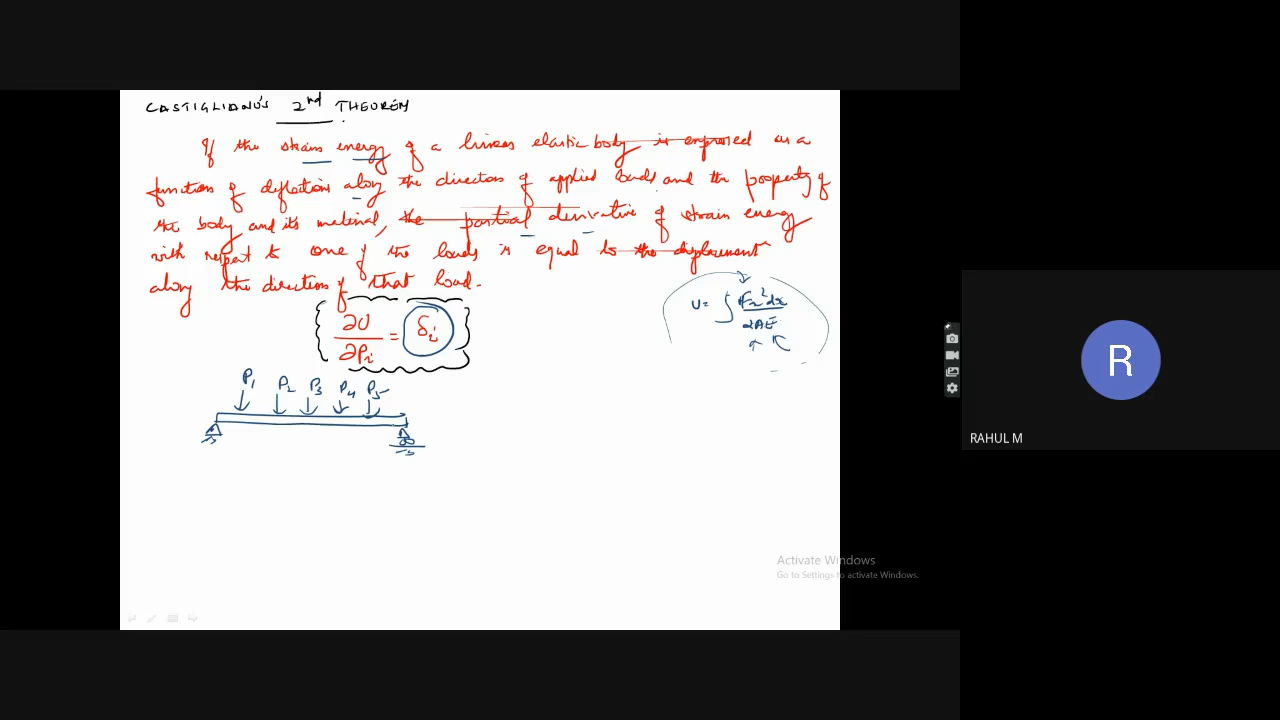 CASTIGLIANO'S 2nd THEOREM
If the strain energy of a linear elastic body is expressed as a
function of deflections along the direction of applied loads and the property of
the body and its material, the partial derivative of strain energy
with respect to one of the loads is equal to the displacement
along the direction of that load.
∂U/∂Pi = δi
U = ∫ Fx²dx / 2AE
P1 P2 P3 P4 P5
R
RAHUL M
Activate Windows
Go to Settings to activate Windows.